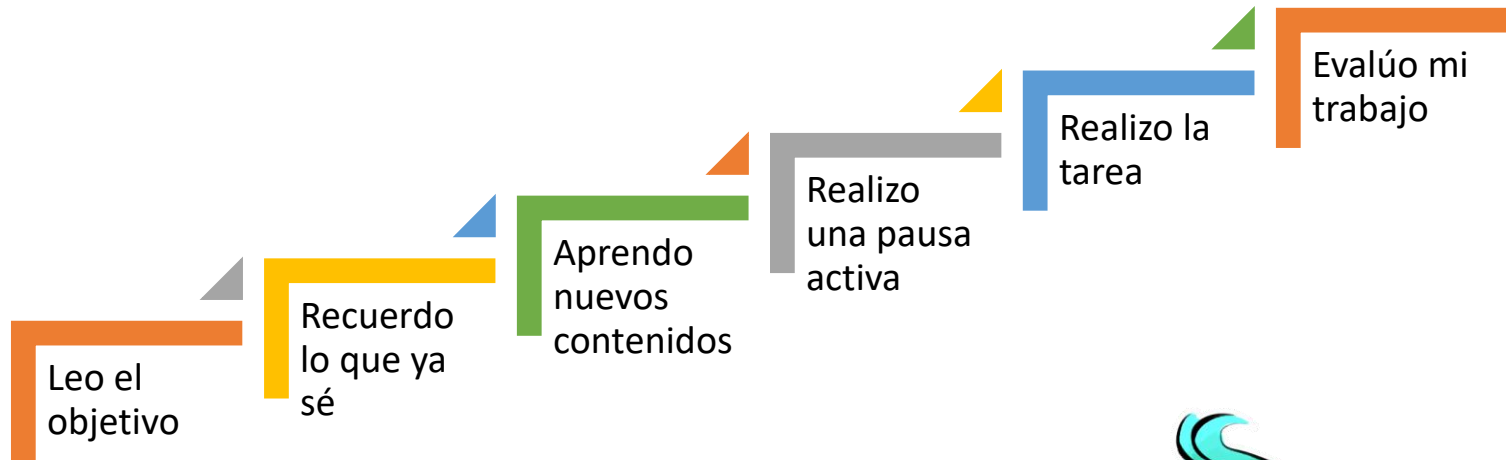 Leo el
objetivo
Recuerdo
lo que ya
sé
Aprendo
nuevos
contenidos
Realizo
una pausa
activa
Realizo la
tarea
Evalúo mi
trabajo